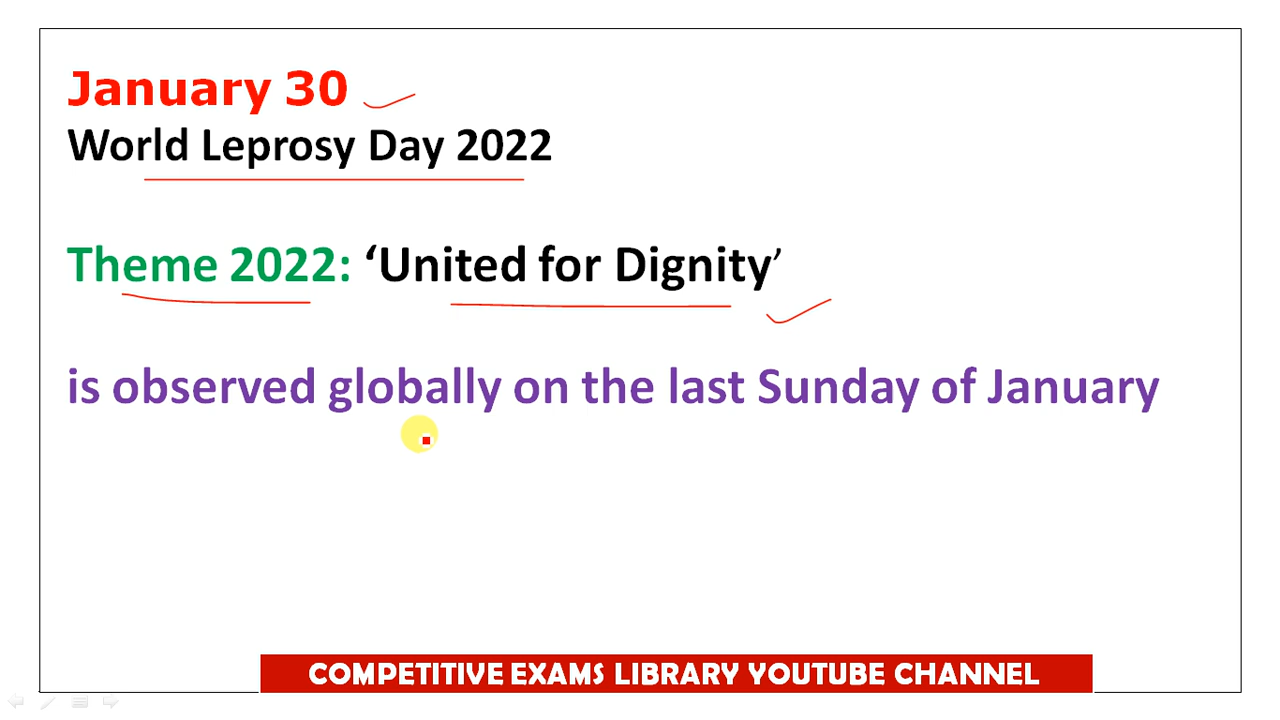 January 30
World Leprosy Day 2022
Theme 2022: ‘United for Dignity’
is observed globally on the last Sunday of January
COMPETITIVE EXAMS LIBRARY YOUTUBE CHANNEL